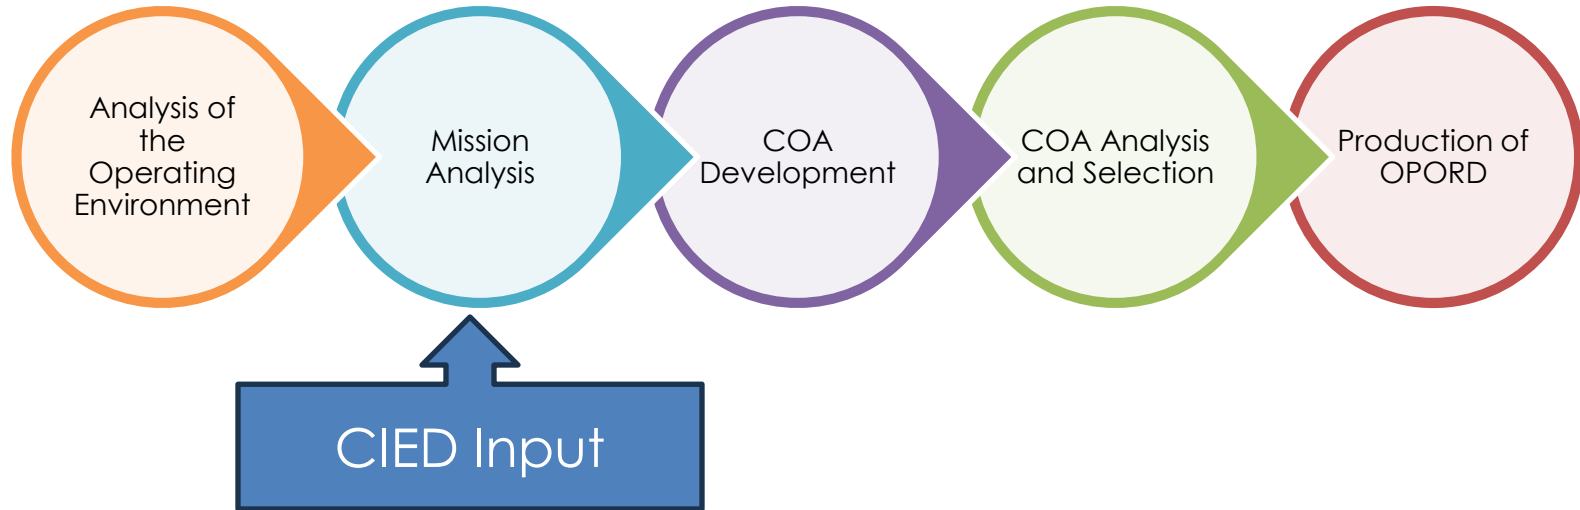 Analysis of
the
Operating
Environment
Mission
Analysis
COA
Development
COA Analysis
and Selection
Production of
OPORD
CIED Input